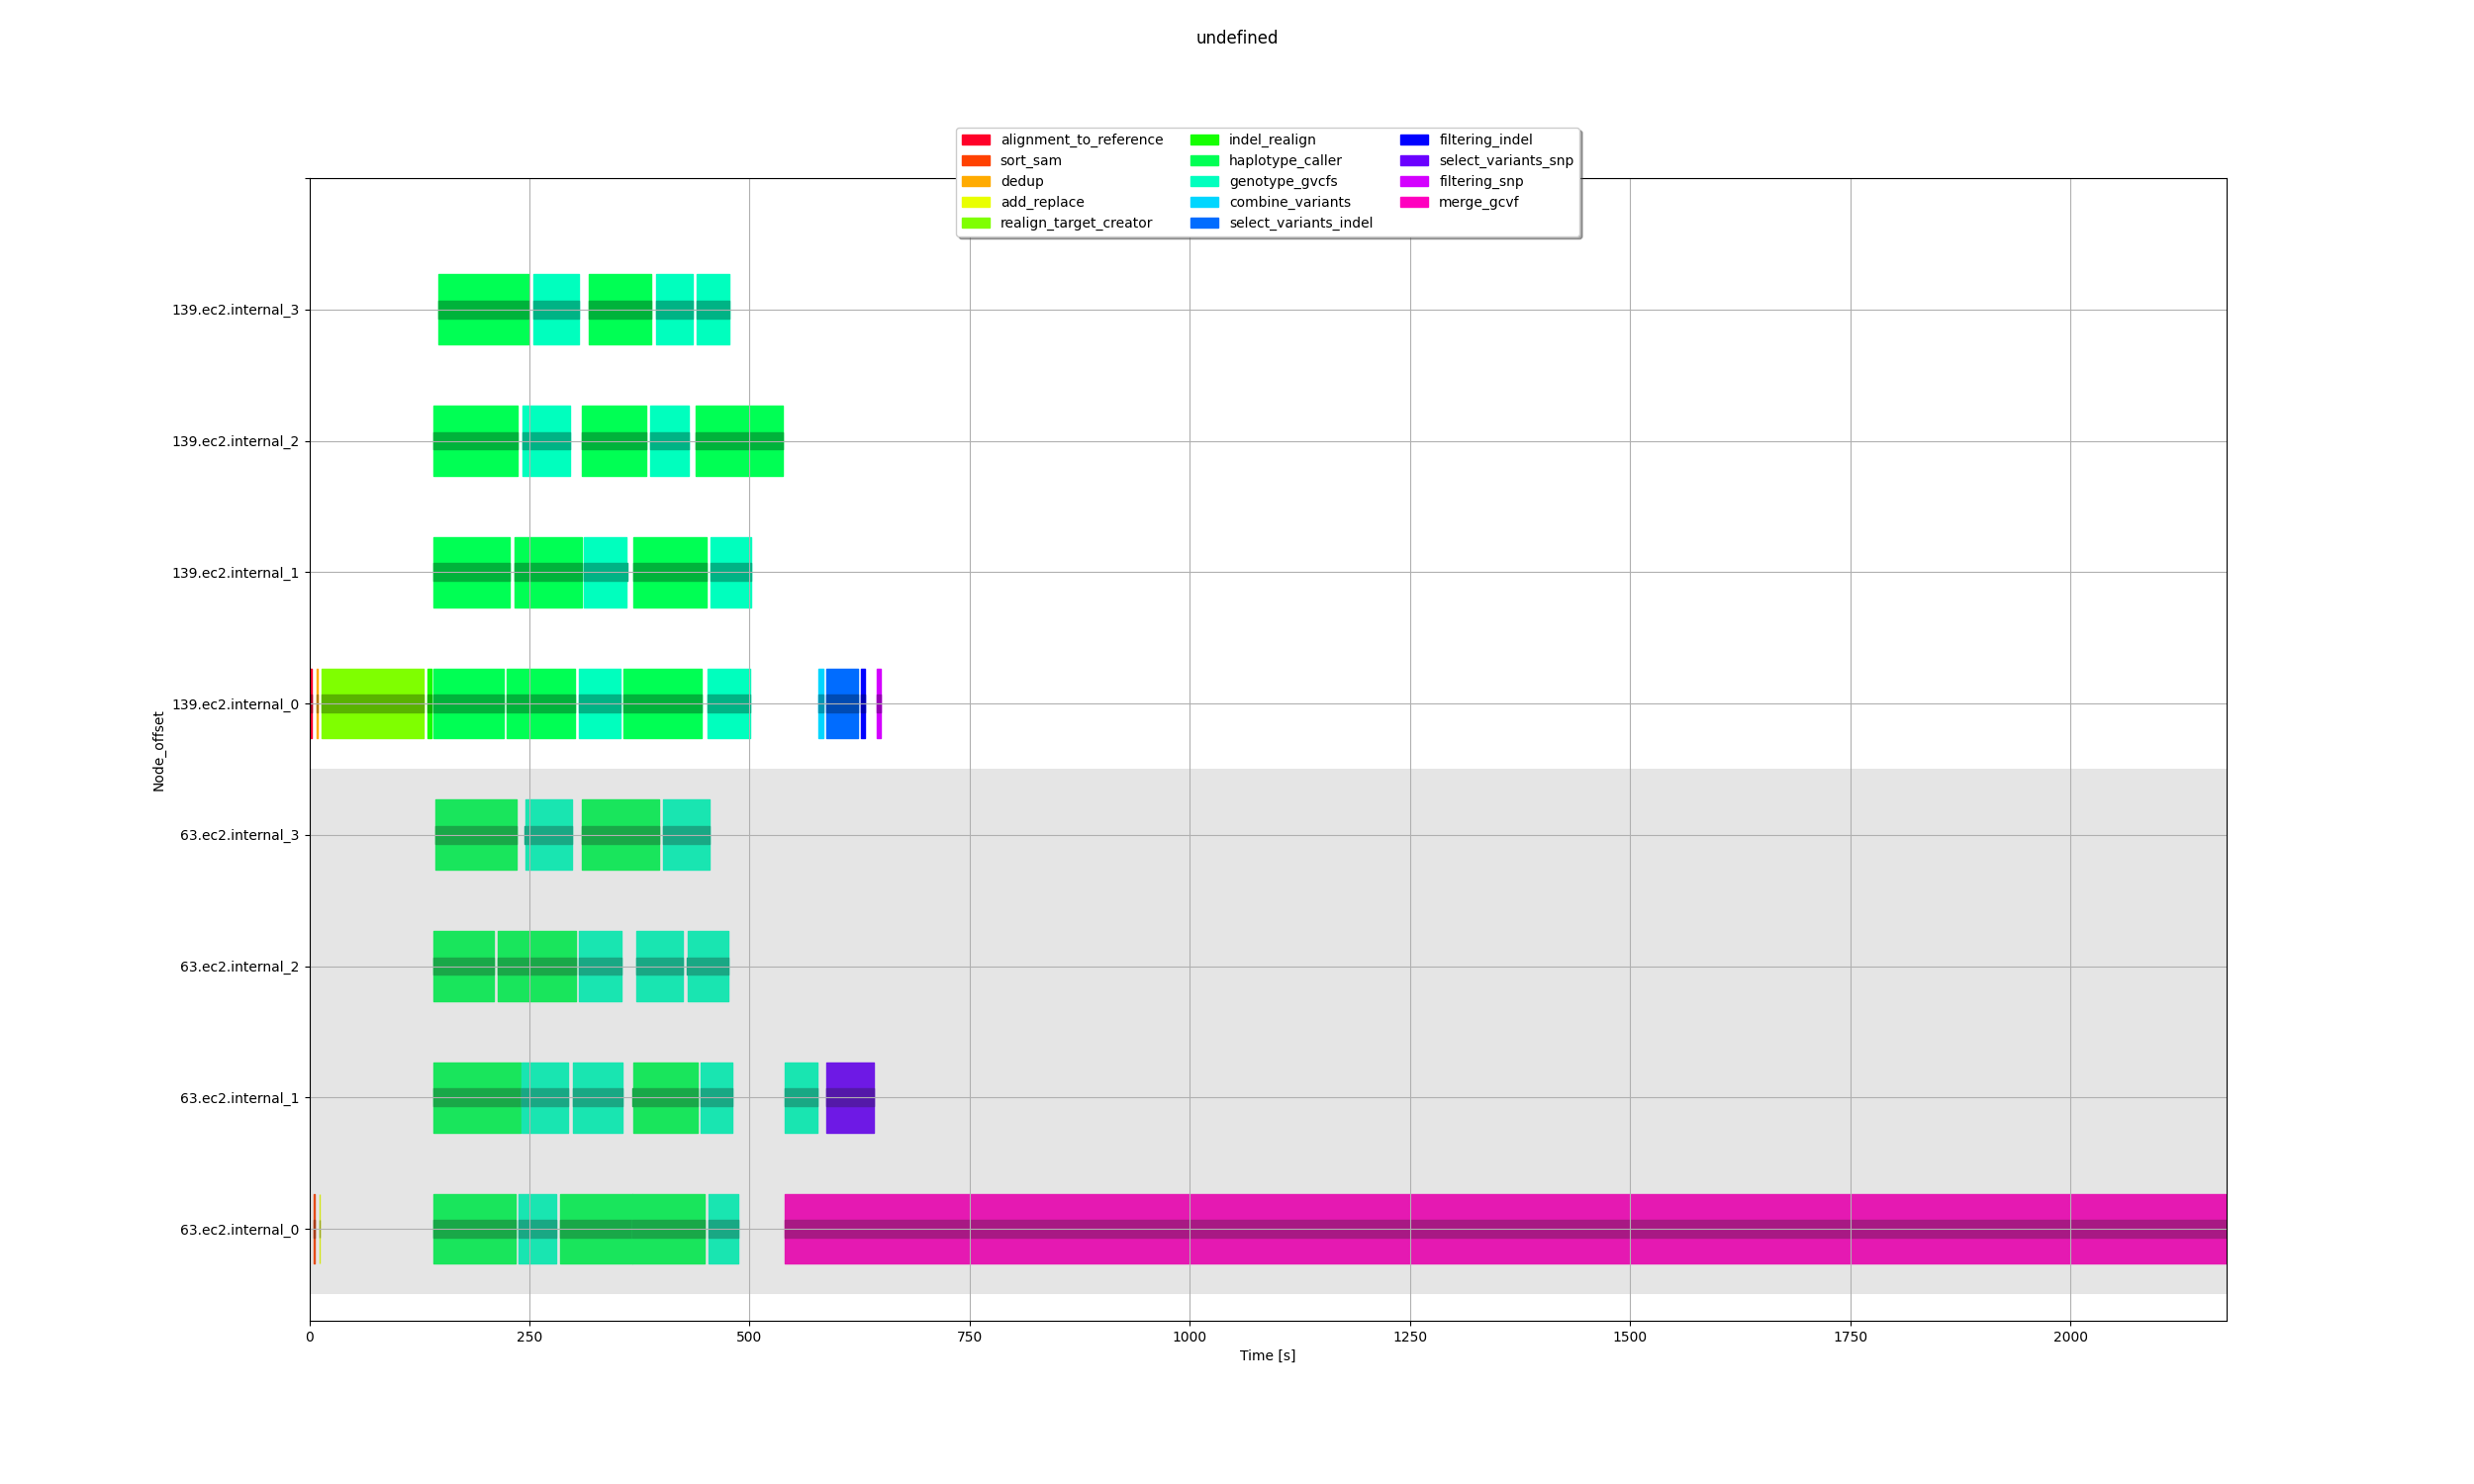 undefined
alignment_to_reference
sort_sam
dedup
add_replace
realign_target_creator
indel_realign
haplotype_caller
genotype_gvcfs
combine_variants
select_variants_indel
filtering_indel
select_variants_snp
filtering_snp
merge_gcvf
139.ec2.internal_3
139.ec2.internal_2
139.ec2.internal_1
139.ec2.internal_0
63.ec2.internal_3
63.ec2.internal_2
63.ec2.internal_1
63.ec2.internal_0
Node_offset
0 250 500 750 1000 1250 1500 1750 2000
Time [s]